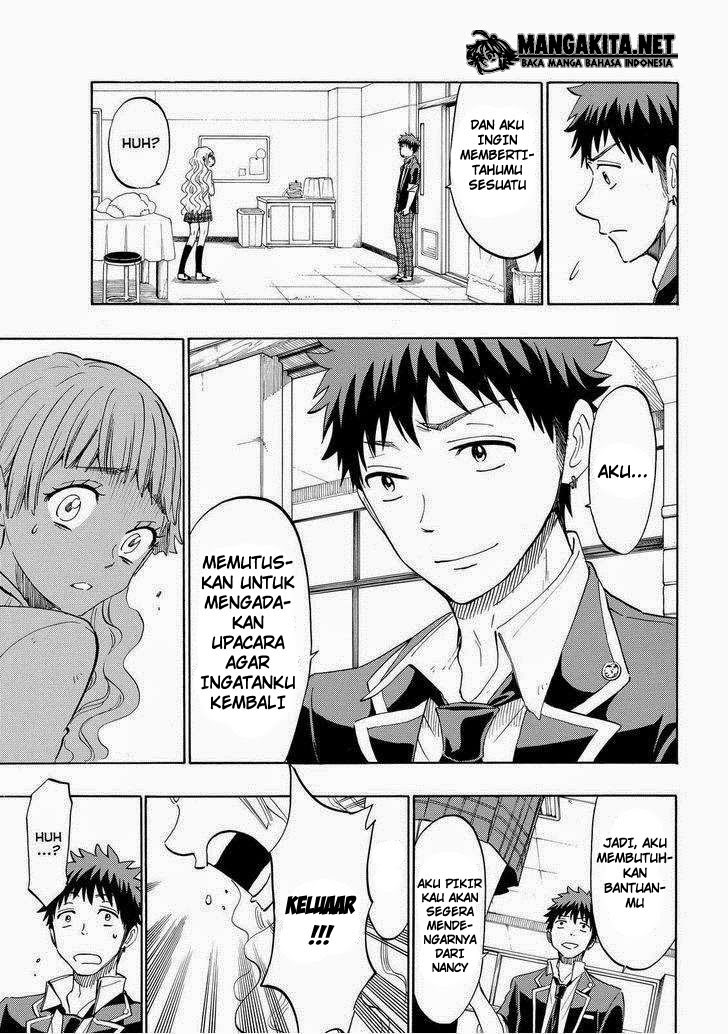 MANGAKITA.NET
BACA MANGA BAHASA INDONESIA
DAN AKU
INGIN
MEMBERTI-
TAHUMU
SESUATU
HUH?
AKU...
MEMUTUS-
KAN UNTUK
MENGADA-
KAN
UPACARA
AGAR
INGATANKU
KEMBALI
JADI, AKU
MEMBUTUH-
KAN
BANTUAN-
MU
AKU PIKIR
KAU AKAN
SEGERA
MENDE-
NGARNYA
DARI
NANCY
KELUAAR
!!!
HUH
...?